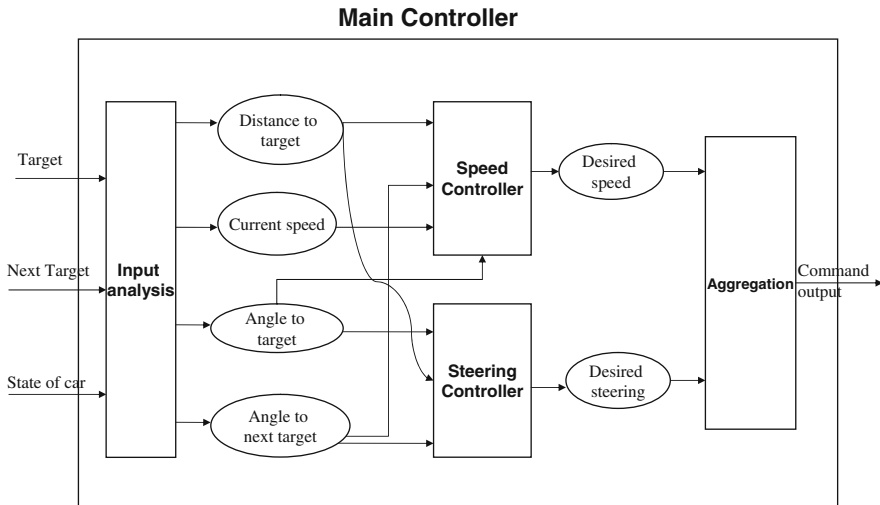 Main Controller
Target
Next Target
State of car
Input
analysis
Distance to
target
Current speed
Angle to
target
Angle to
next target
Speed
Controller
Steering
Controller
Desired
speed
Desired
steering
Aggregation
Command
output